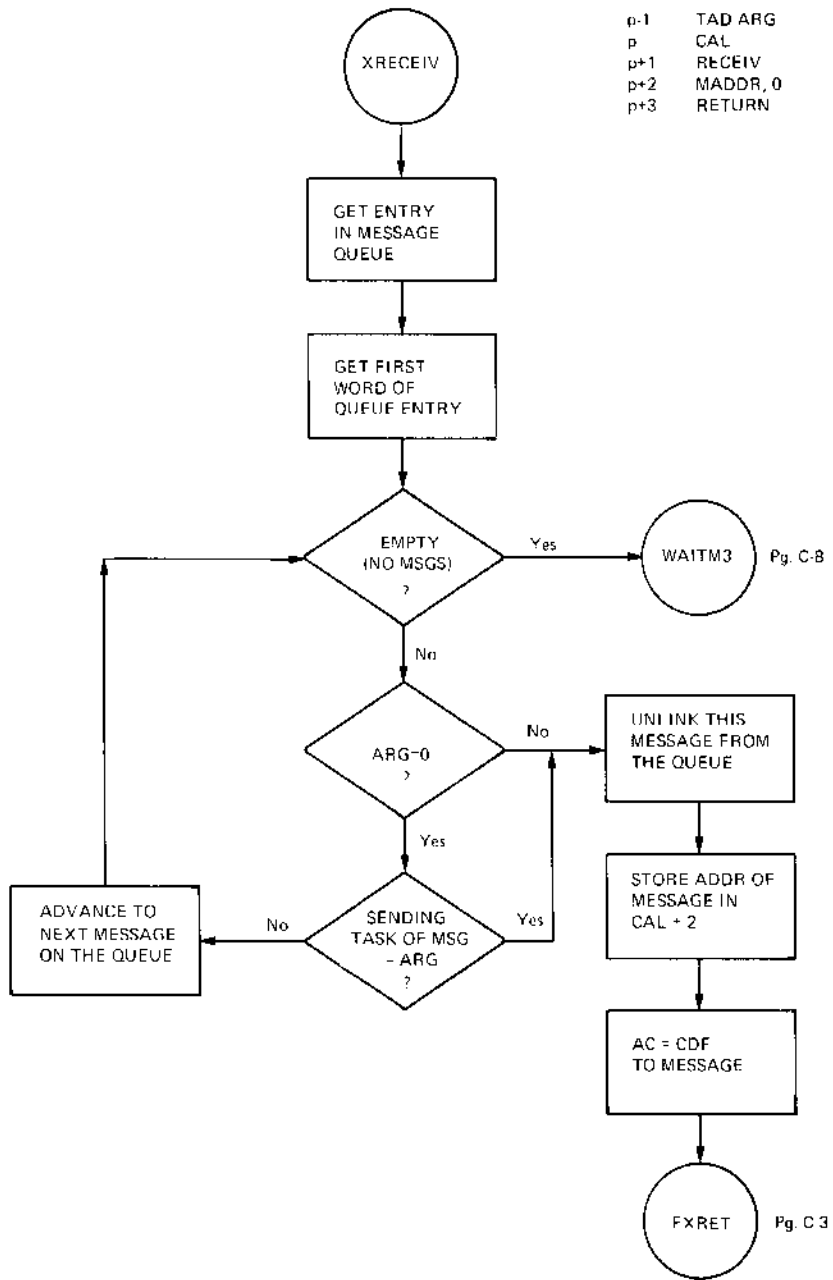 XRECEIV
p-1 TAD ARG
p CAL
p+1 RECEIV
p+2 MADDR, 0
p+3 RETURN
GET ENTRY
IN MESSAGE
QUEUE
GET FIRST
WORD OF
QUEUE ENTRY
EMPTY
(NO MSGS)
?
Yes
WAITM3
Pg. C-8
No
ARG=0
?
No
UNLINK THIS
MESSAGE FROM
THE QUEUE
Yes
STORE ADDR OF
MESSAGE IN
CAL + 2
ADVANCE TO
NEXT MESSAGE
ON THE QUEUE
No
SENDING
TASK OF MSG
= ARG
?
Yes
AC = CDF
TO MESSAGE
FXRET
Pg. C-3